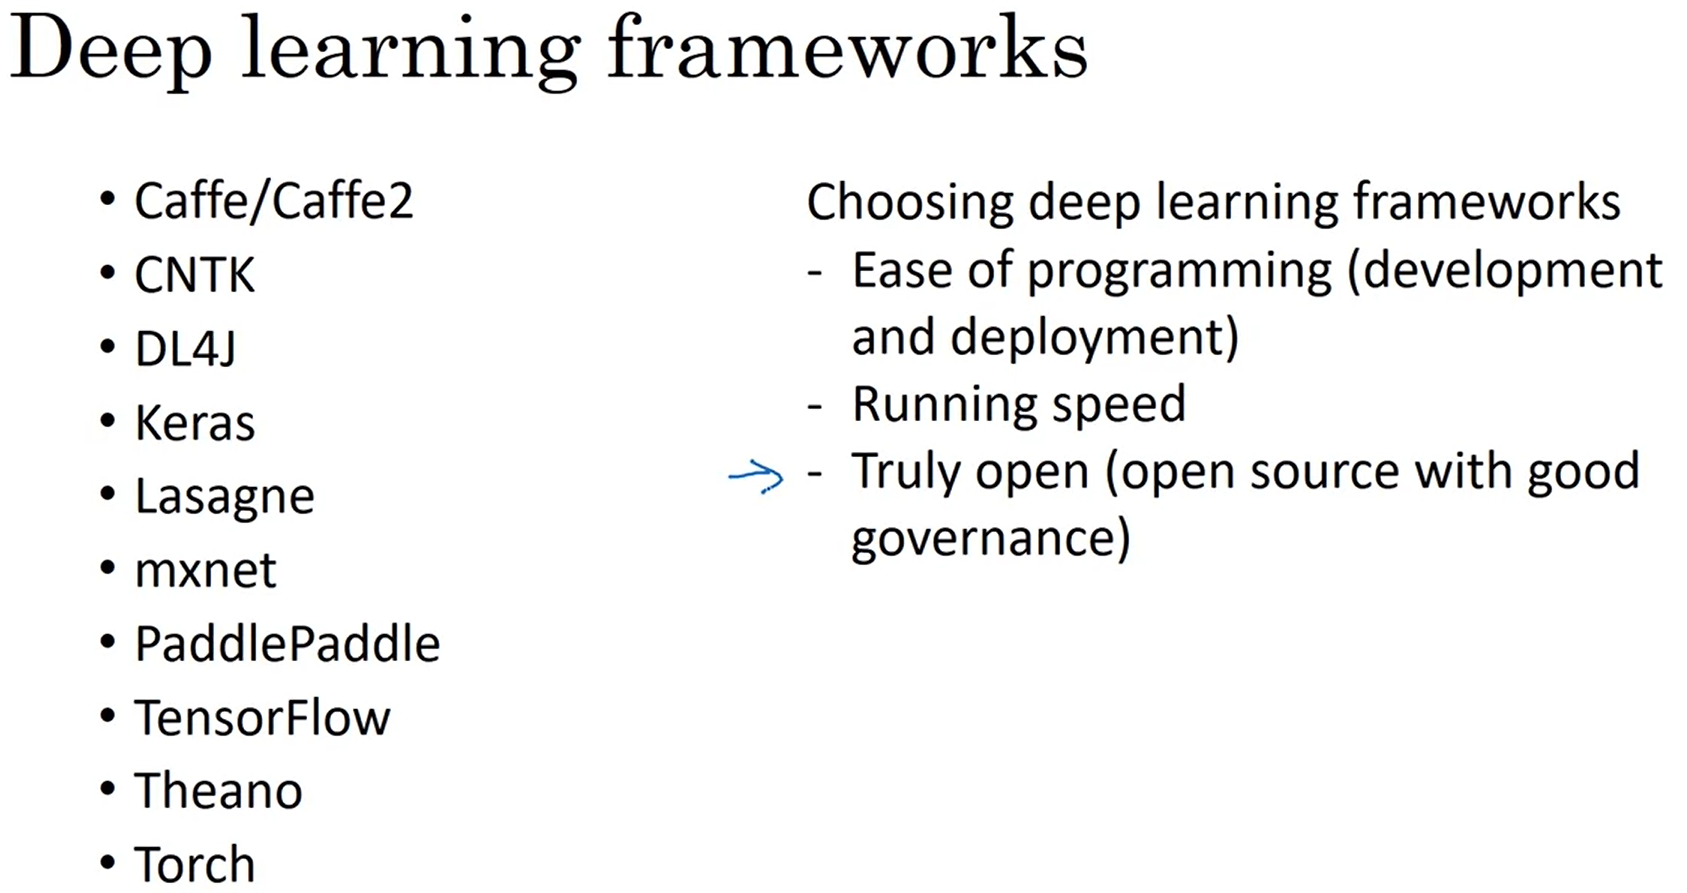 Deep learning frameworks
• Caffe/Caffe2
• CNTK
• DL4J
• Keras
• Lasagne
• mxnet
• PaddlePaddle
• TensorFlow
• Theano
• Torch
Choosing deep learning frameworks
- Ease of programming (development
and deployment)
- Running speed
- Truly open (open source with good
governance)